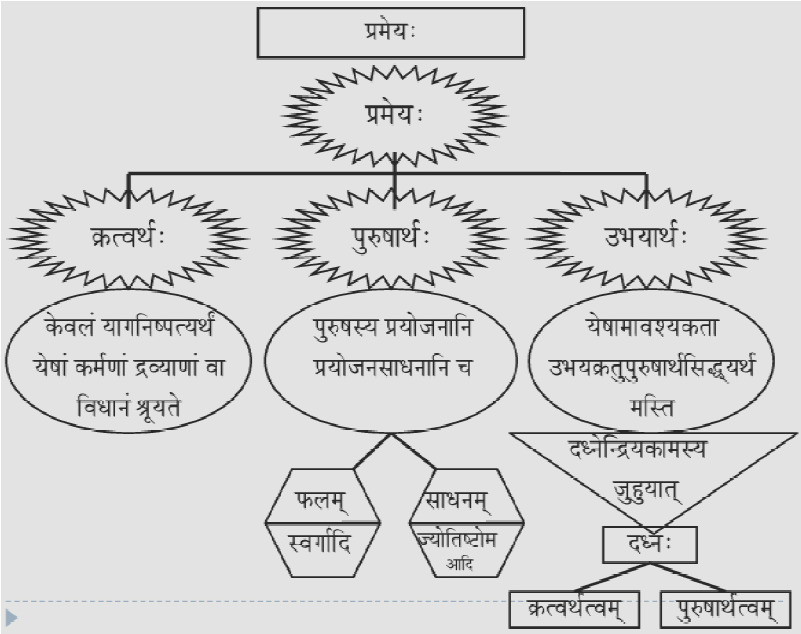 प्रमेयः
प्रमेयः
क्रत्वर्थः
पुरुषार्थः
उभयार्थः
केवलं यागनिष्पत्यर्थं
येषां कर्मणां द्रव्याणां वा
विधानं श्रूयते
पुरुषस्य प्रयोजनानि
प्रयोजनसाधनानि च
येषामावश्यकता
उभयक्रतुपुरुषार्थसिद्ध्यर्थ
मस्ति
फलम्
स्वर्गादि
साधनम्
ज्योतिष्टोम
आदि
दध्नेन्द्रियकामस्य
जुहुयात्
दध्नः
क्रत्वर्थत्वम्
पुरुषार्थत्वम्